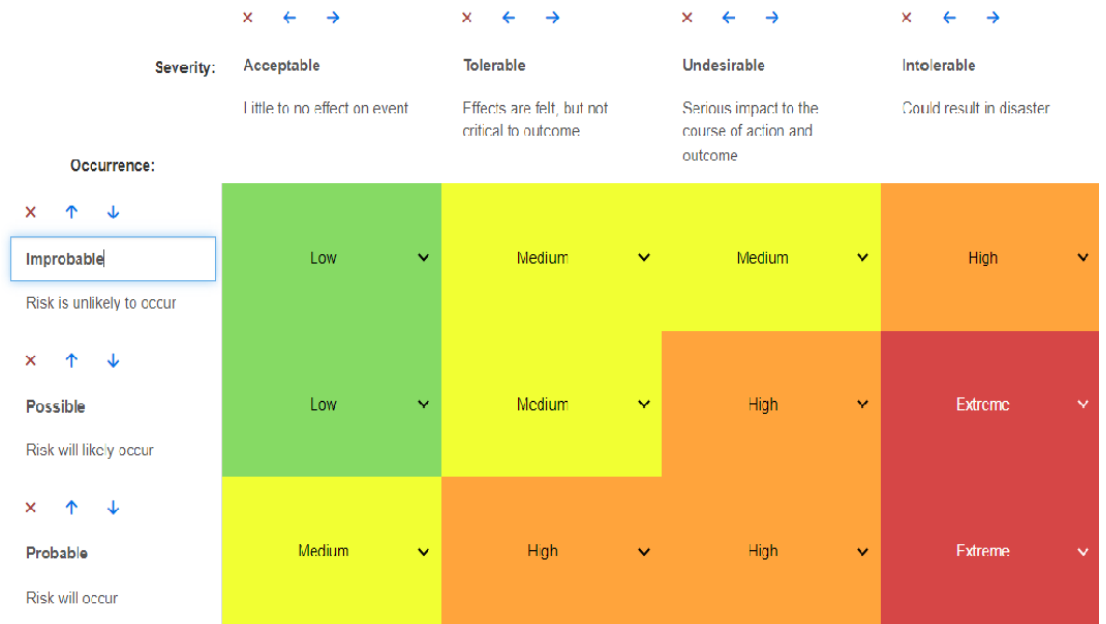 Severity:
Acceptable
Tolerable
Undesirable
Intolerable
Little to no effect on event
Effects are felt, but not
critical to outcome
Serious impact to the
course of action and
outcome
Could result in disaster
Occurrence:
Improbable
Risk is unlikely to occur
Low
Medium
Medium
High
Possible
Risk will likely occur
Low
Medium
High
Extreme
Probable
Risk will occur
Medium
High
High
Extreme